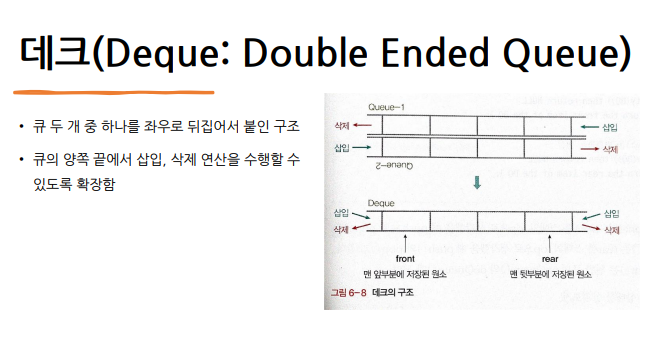 데크(Deque: Double Ended Queue)
• 큐 두 개 중 하나를 좌우로 뒤집어서 붙인 구조
• 큐의 양쪽 끝에서 삽입, 삭제 연산을 수행할 수
있도록 확장함
Queue-1
삭제 삽입
삽입 삭제
Queue-2
Deque
삽입 삽입
삭제 삭제
front rear
맨 앞부분에 저장된 원소 맨 뒷부분에 저장된 원소
그림 6-8 데크의 구조